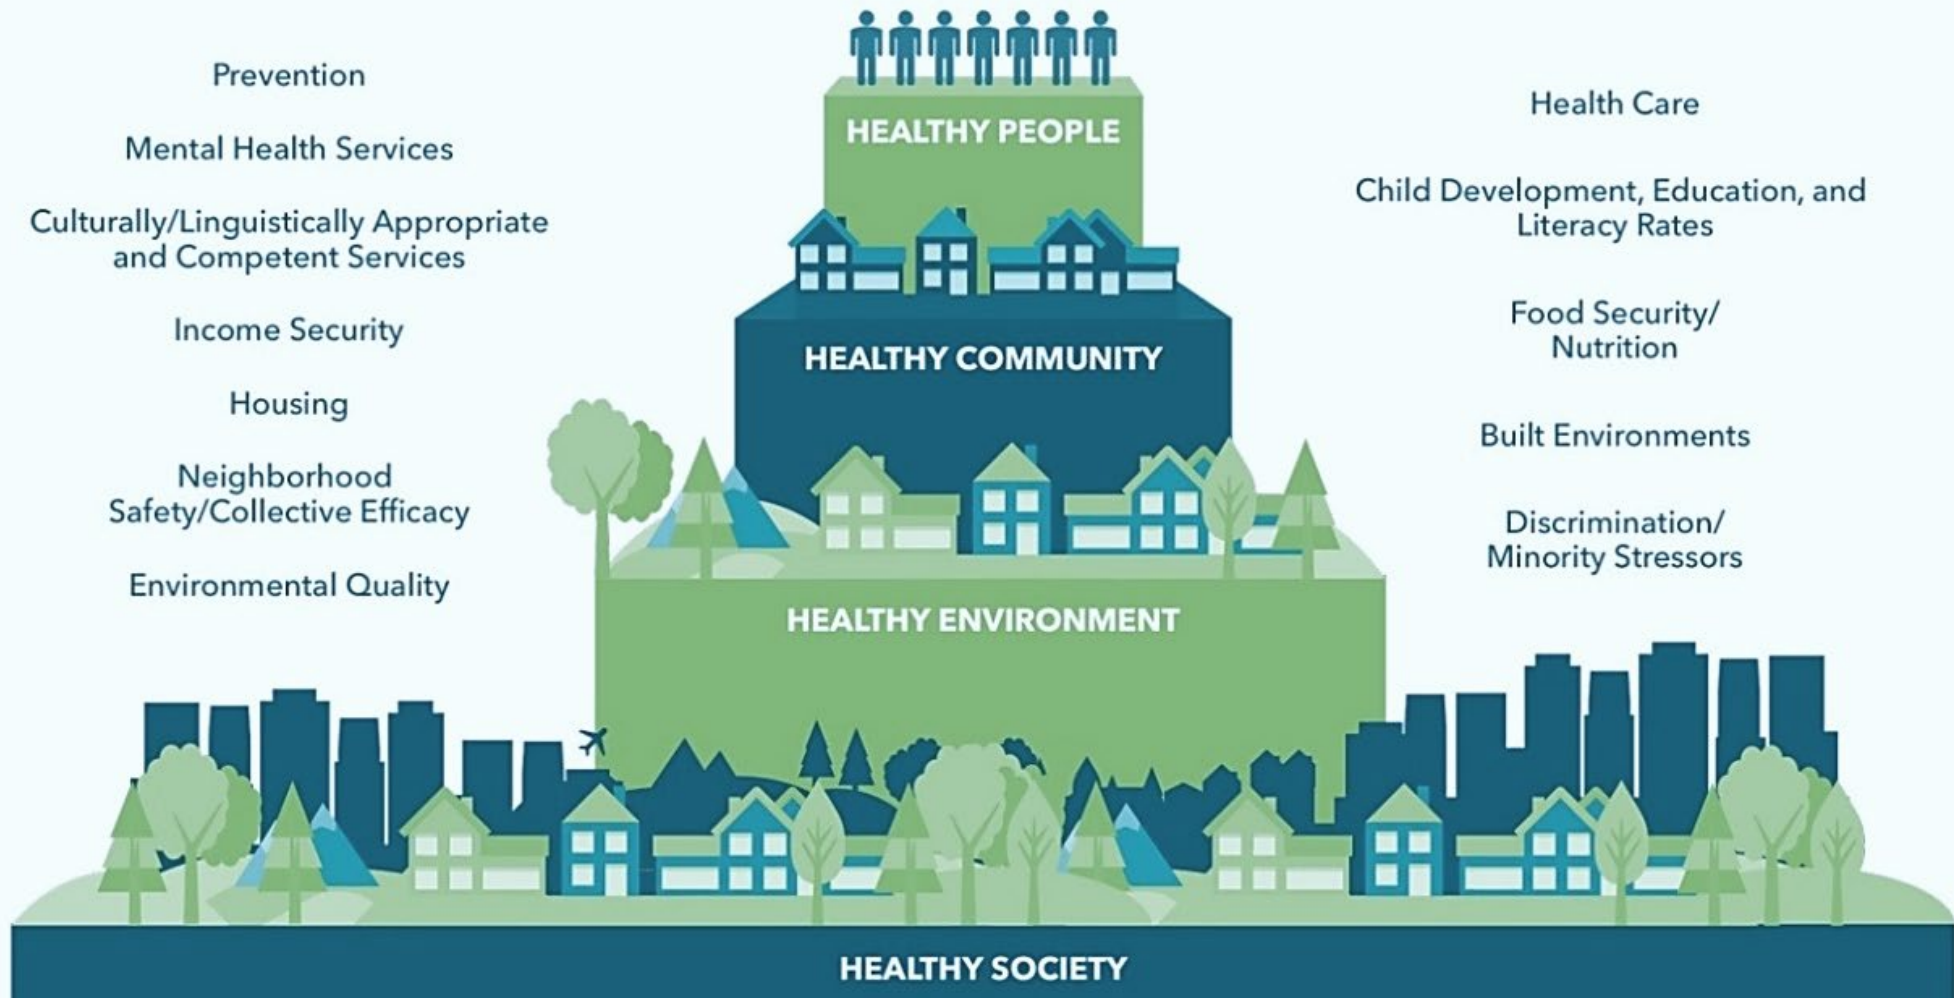 Prevention
Mental Health Services
Culturally/Linguistically Appropriate
and Competent Services
Income Security
Housing
Neighborhood
Safety/Collective Efficacy
Environmental Quality
HEALTHY PEOPLE
HEALTHY COMMUNITY
HEALTHY ENVIRONMENT
HEALTHY SOCIETY
Health Care
Child Development, Education, and
Literacy Rates
Food Security/
Nutrition
Built Environments
Discrimination/
Minority Stressors